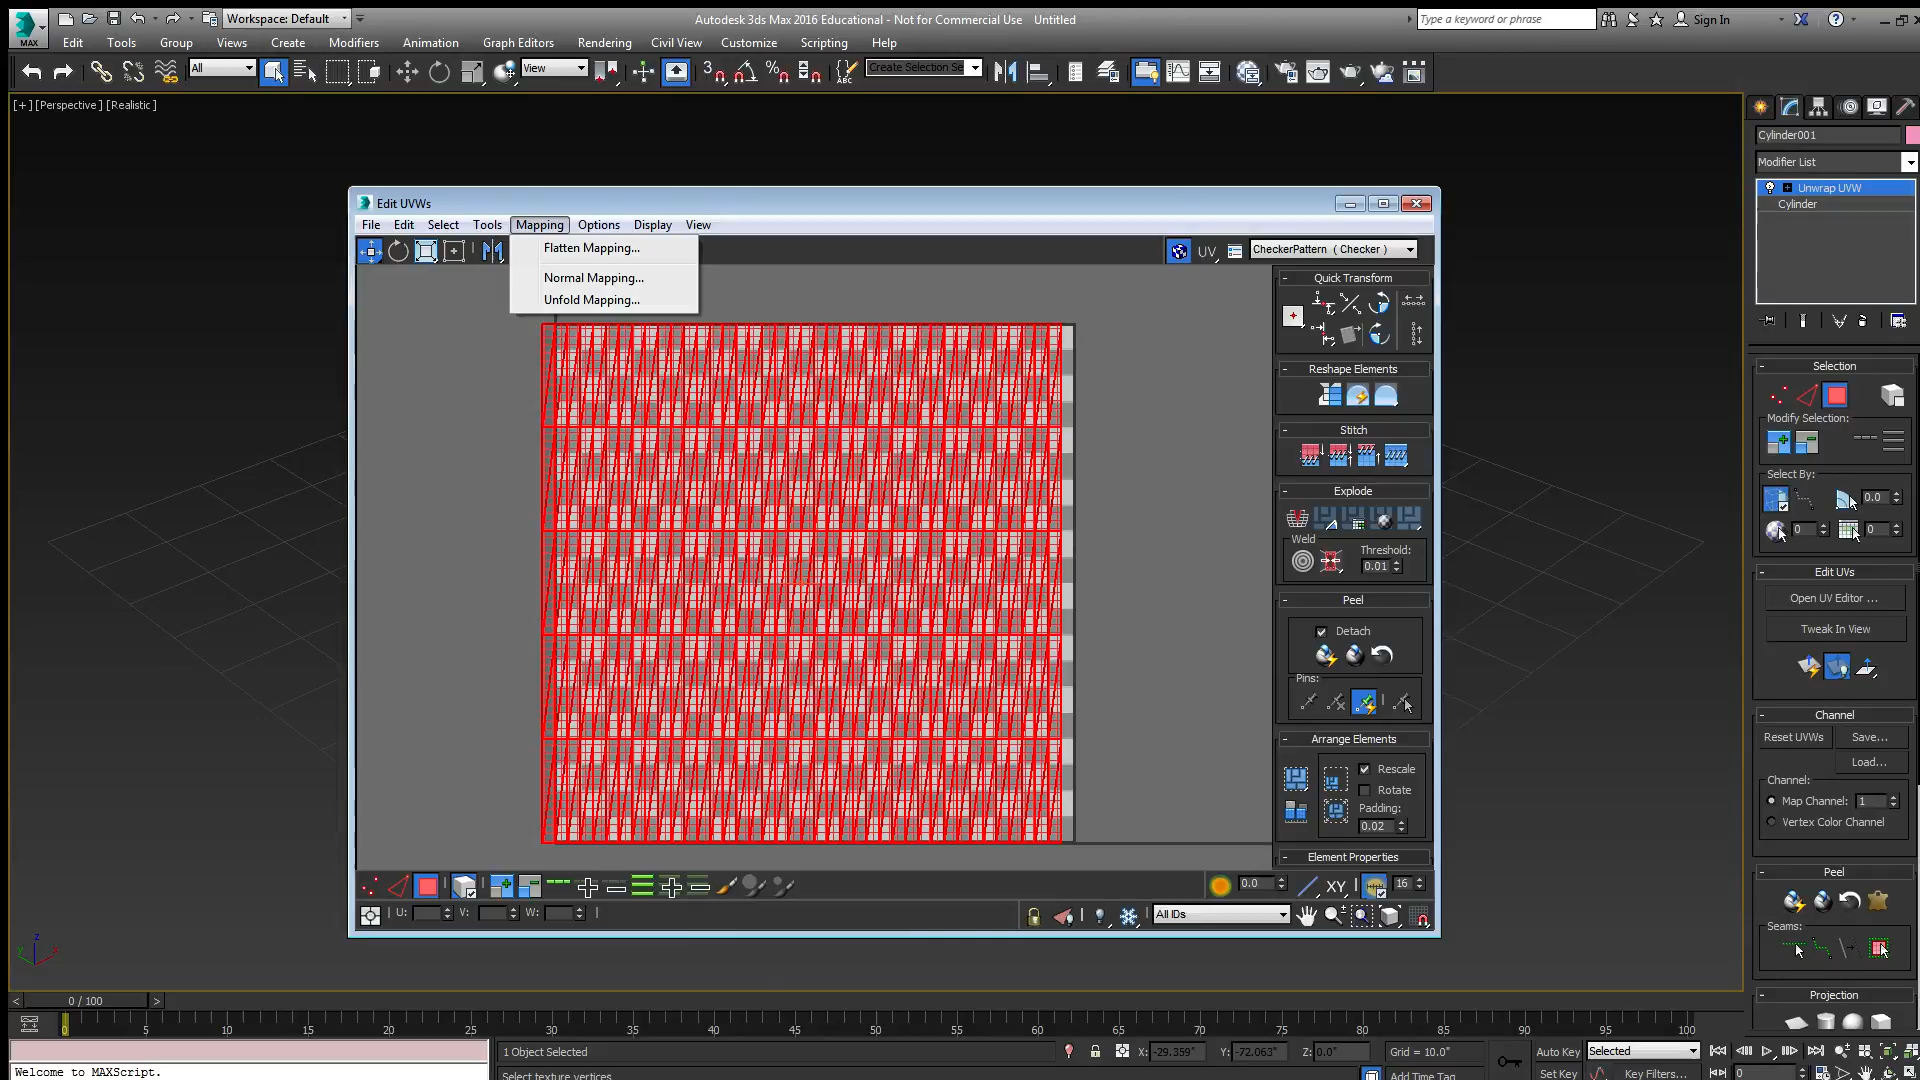 Workspace: Default
Autodesk 3ds Max 2016 Educational - Not for Commercial Use Untitled
Type a keyword or phrase
Sign In
MAX
Edit Tools Group Views Create Modifiers Animation Graph Editors Rendering Civil View Customize Scripting Help
All
View
Create Selection Se
[+] [Perspective ] [Realistic ]
Cylinder001
Modifier List
Unwrap UVW
Cylinder
Edit UVWs
File Edit Select Tools Mapping Options Display View
Flatten Mapping...
Normal Mapping...
Unfold Mapping...
UV
CheckerPattern ( Checker )
Quick Transform
Reshape Elements
Stitch
Explode
Weld
Threshold:
0.01
Peel
Detach
Pins:
Arrange Elements
Rescale
Rotate
Padding:
0.02
Element Properties
0.0
XY
16
U: V: W:
All IDs
Selection
Modify Selection:
Select By:
0.0
0 0
Edit UVs
Open UV Editor ...
Tweak In View
Channel
Reset UVWs Save...
Load...
Channel:
Map Channel: 1
Vertex Color Channel
Peel
Seams:
Projection
0 / 100
0 5 10 15 20 25 30 35 40 45 50 55 60 65 70 75 80 85 90 95 100
1 Object Selected
X: -29.359" Y: -72.063" Z: 0.0"
Grid = 10.0"
Auto Key Selected
Welcome to MAXScript.
Select texture vertices
Add Time Tag
Set Key Key Filters...
0